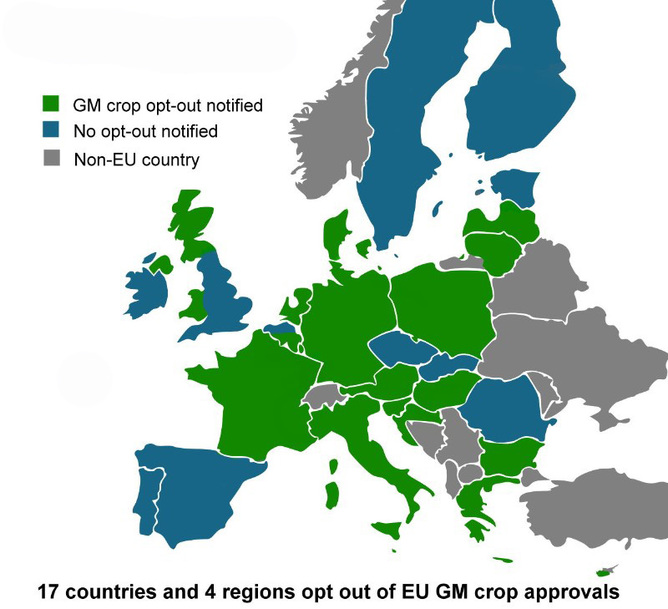 GM crop opt-out notified
No opt-out notified
Non-EU country
17 countries and 4 regions opt out of EU GM crop approvals